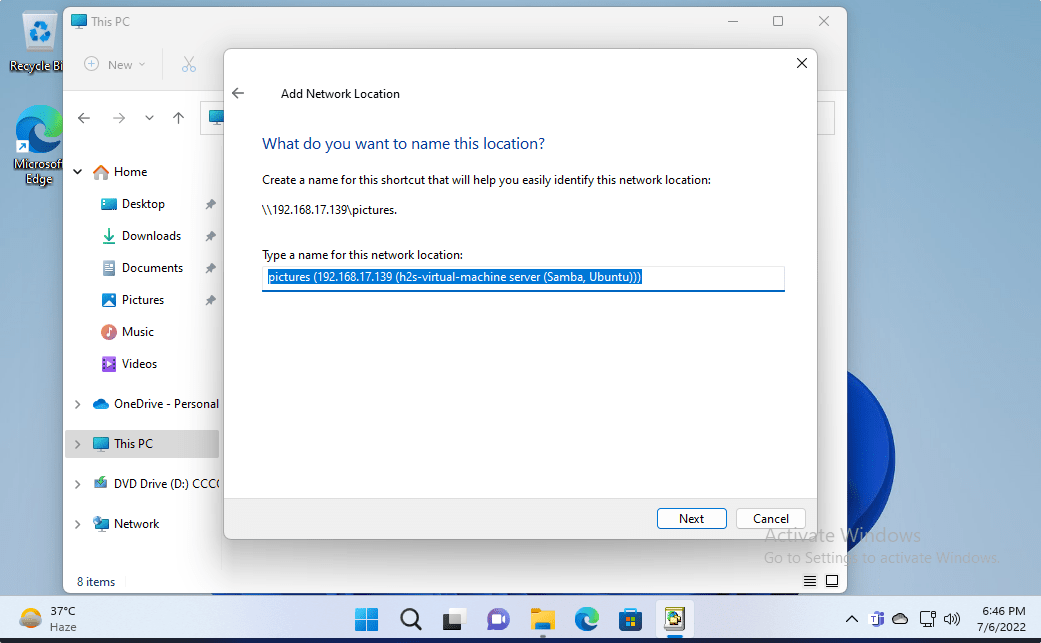 Recycle Bi
Microsoft
Edge
This PC
New
Add Network Location
What do you want to name this location?
Create a name for this shortcut that will help you easily identify this network location:
\\192.168.17.139\pictures.
Type a name for this network location:
pictures (192.168.17.139 (h2s-virtual-machine server (Samba, Ubuntu)))
Home
Desktop
Downloads
Documents
Pictures
Music
Videos
OneDrive - Personal
This PC
DVD Drive (D:) CCC
Network
Next
Cancel
Activate Windows
Go to Settings to activate Windows.
8 items
37°C
Haze
6:46 PM
7/6/2022